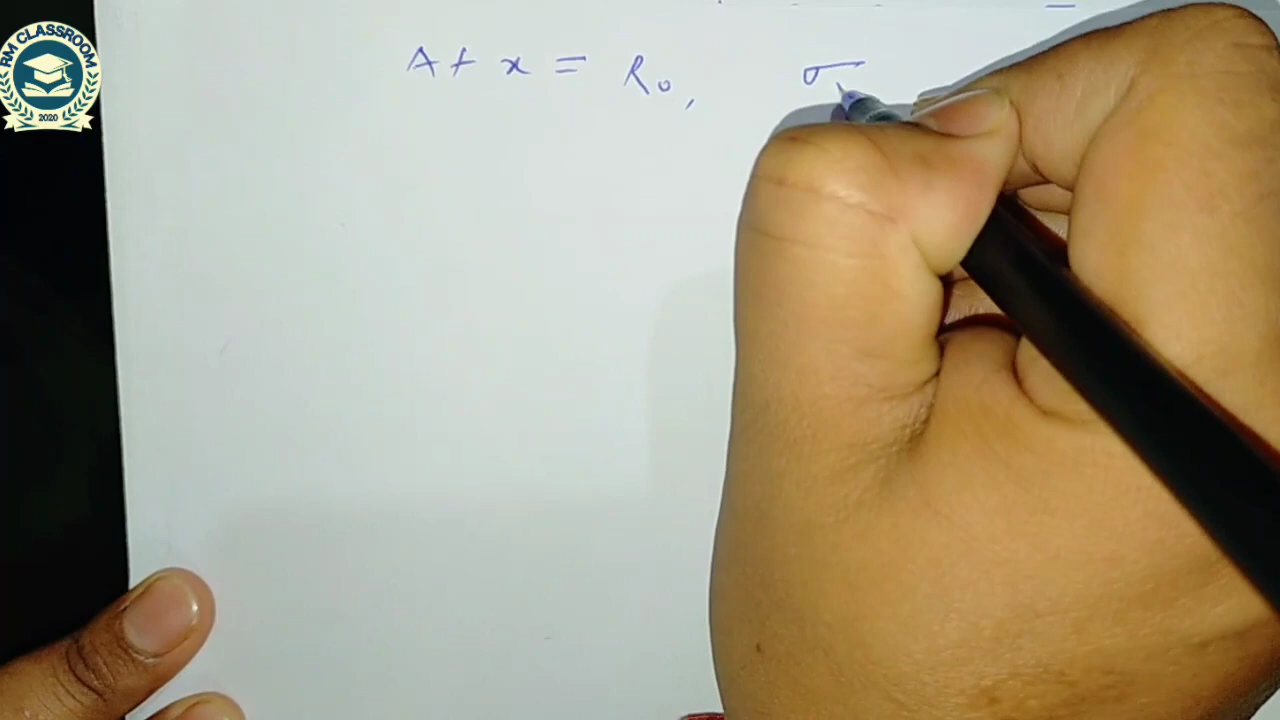 RM CLASSROOM
2020
At x = R₀, σ